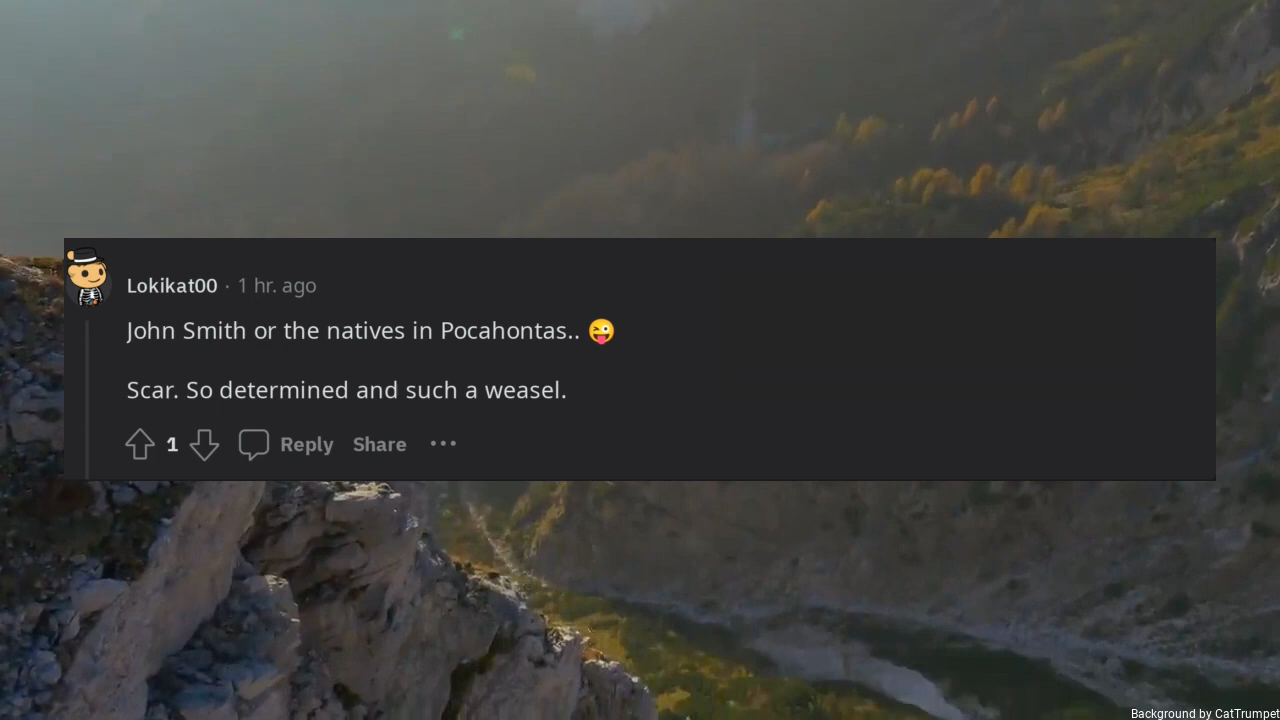 Lokikat00 · 1 hr. ago
John Smith or the natives in Pocahontas.. 😜
Scar. So determined and such a weasel.
1 Reply Share ···
Background by CatTrumpet